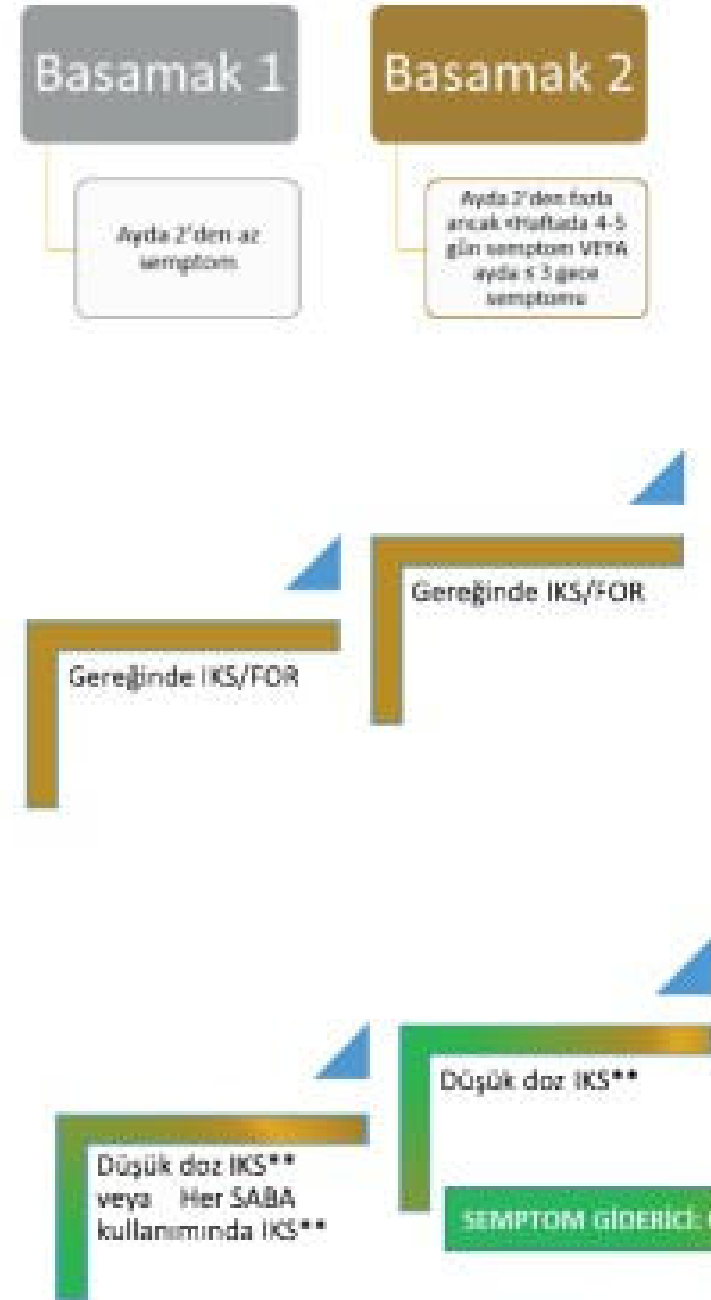 Basamak 1
Basamak 2
Ayda 2'den az
semptom
Ayda 2'den fazla
ancak <Haftada 4-5
gün semptom VEYA
ayda ≤ 3 gece
semptomu
Gereğinde IKS/FOR
Gereğinde IKS/FOR
Düşük doz IKS**
veya Her SABA
kullanımında IKS**
Düşük doz IKS**
SEMPTOM GİDERİCİ: